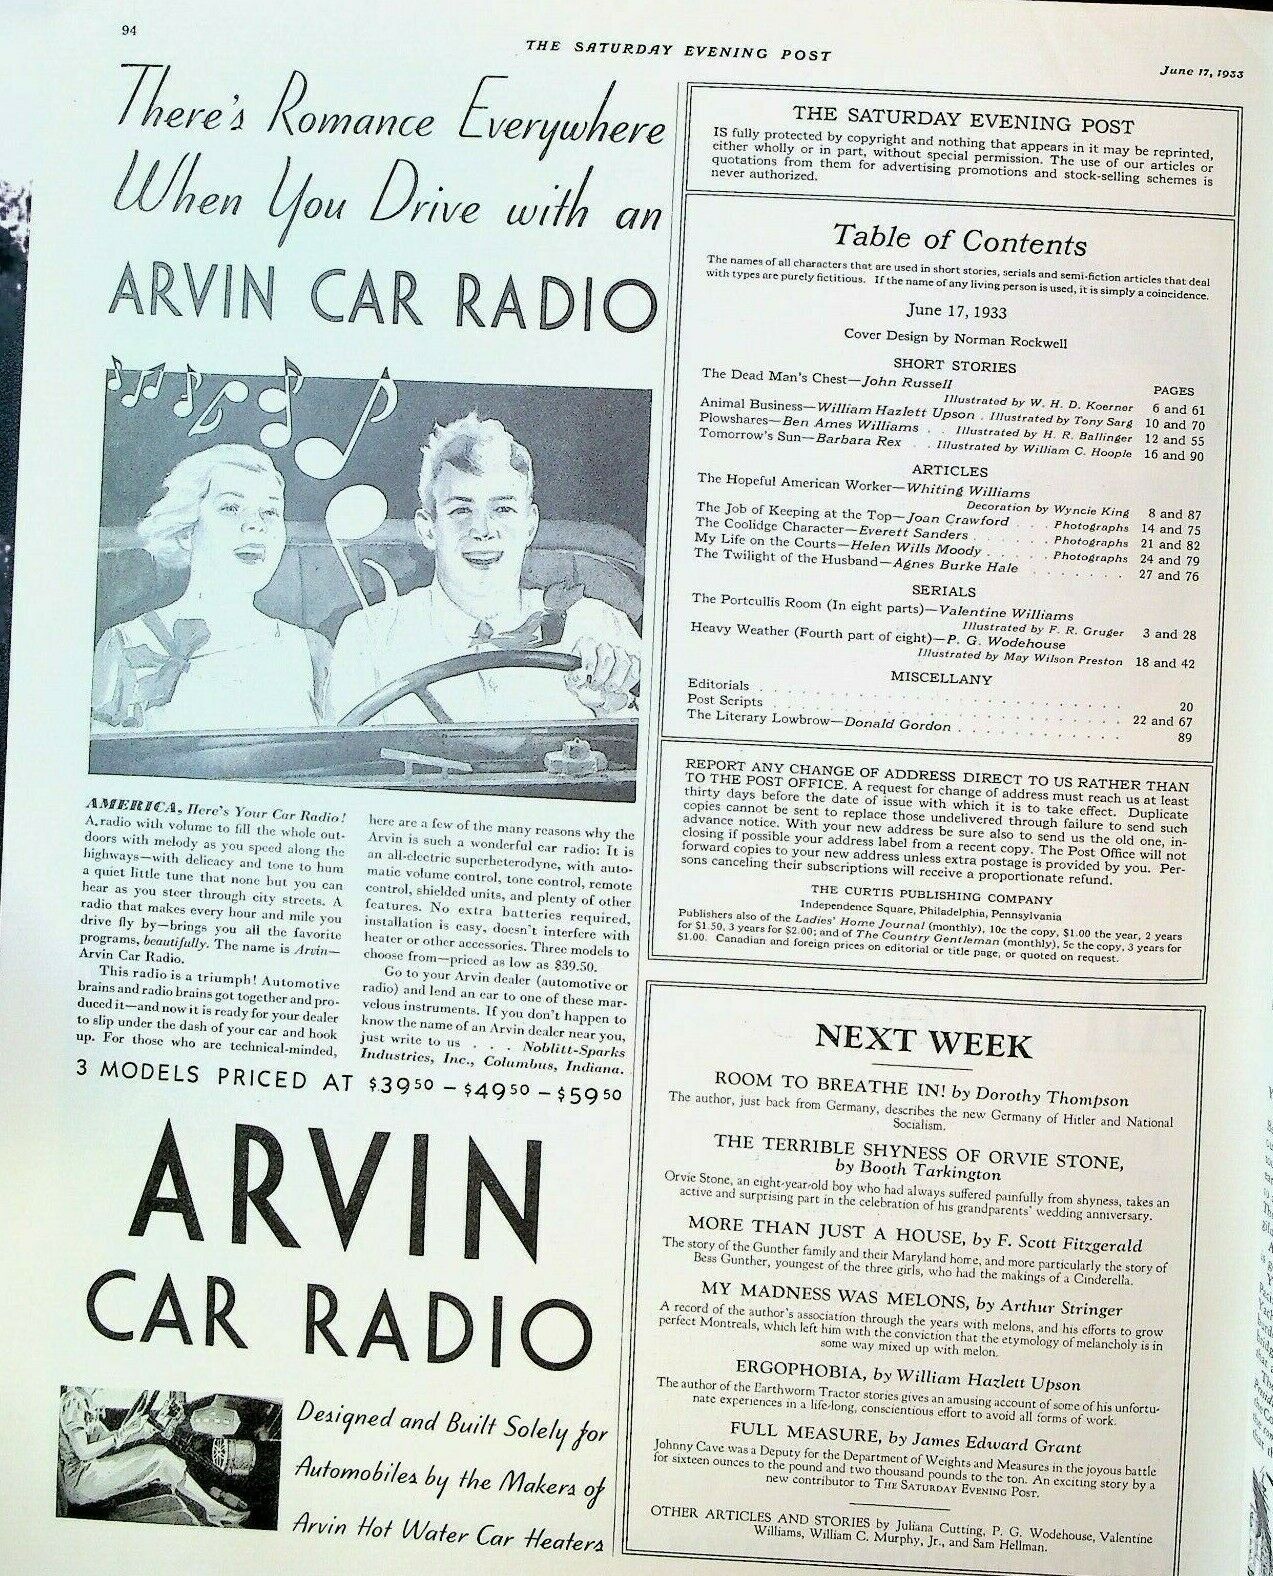 94
THE SATURDAY EVENING POST
June 17, 1933
There's Romance Everywhere
When You Drive with an
ARVIN CAR RADIO
AMERICA, Here's Your Car Radio!
A radio with volume to fill the whole out-
doors with melody as you speed along the
highways—with delicacy and tone to hum
a quiet little tune that none but you can
hear as you steer through city streets. A
radio that makes every hour and mile you
drive fly by—brings you all the favorite
programs, beautifully. The name is Arvin—
Arvin Car Radio.
This radio is a triumph! Automotive
brains and radio brains got together and pro-
duced it—and now it is ready for your dealer
to slip under the dash of your car and hook
up. For those who are technical-minded,
here are a few of the many reasons why the
Arvin is such a wonderful car radio: It is
an all-electric superheterodyne, with auto-
matic volume control, tone control, remote
control, shielded units, and plenty of other
features. No extra batteries required,
installation is easy, doesn't interfere with
heater or other accessories. Three models to
choose from—priced as low as $39.50.
Go to your Arvin dealer (automotive or
radio) and lend an ear to one of these mar-
velous instruments. If you don't happen to
know the name of an Arvin dealer near you,
just write to us . . . Noblitt-Sparks
Industries, Inc., Columbus, Indiana.
3 MODELS PRICED AT $39.50 – $49.50 – $59.50
ARVIN
CAR RADIO
Designed and Built Solely for
Automobiles by the Makers of
Arvin Hot Water Car Heaters
THE SATURDAY EVENING POST
IS fully protected by copyright and nothing that appears in it may be reprinted,
either wholly or in part, without special permission. The use of our articles or
quotations from them for advertising promotions and stock-selling schemes is
never authorized.
Table of Contents
The names of all characters that are used in short stories, serials and semi-fiction articles that deal
with types are purely fictitious. If the name of any living person is used, it is simply a coincidence.
June 17, 1933
Cover Design by Norman Rockwell
SHORT STORIES
PAGES
The Dead Man's Chest—John Russell
Illustrated by W. H. D. Koerner 6 and 61
Animal Business—William Hazlett Upson . Illustrated by Tony Sarg 10 and 70
Plowshares—Ben Ames Williams . . Illustrated by H. R. Ballinger 12 and 55
Tomorrow's Sun—Barbara Rex . . Illustrated by William C. Hoople 16 and 90
ARTICLES
The Hopeful American Worker—Whiting Williams
Decoration by Wyncie King 8 and 87
The Job of Keeping at the Top—Joan Crawford . . . Photographs 14 and 75
The Coolidge Character—Everett Sanders . . . . . . . Photographs 21 and 82
My Life on the Courts—Helen Wills Moody . . . . . . Photographs 24 and 79
The Twilight of the Husband—Agnes Burke Hale . . . . . . . . 27 and 76
SERIALS
The Portcullis Room (In eight parts)—Valentine Williams
Illustrated by F. R. Gruger 3 and 28
Heavy Weather (Fourth part of eight)—P. G. Wodehouse
Illustrated by May Wilson Preston 18 and 42
MISCELLANY
Editorials . . . . . . . . . . . . . . . . . . . . . . . . . . 20
Post Scripts . . . . . . . . . . . . . . . . . . . . . . . 22 and 67
The Literary Lowbrow—Donald Gordon . . . . . . . . . . . . 89
REPORT ANY CHANGE OF ADDRESS DIRECT TO US RATHER THAN
TO THE POST OFFICE. A request for change of address must reach us at least
thirty days before the date of issue with which it is to take effect. Duplicate
copies cannot be sent to replace those undelivered through failure to send such
advance notice. With your new address be sure also to send us the old one, in-
closing if possible your address label from a recent copy. The Post Office will not
forward copies to your new address unless extra postage is provided by you. Per-
sons canceling their subscriptions will receive a proportionate refund.
THE CURTIS PUBLISHING COMPANY
Independence Square, Philadelphia, Pennsylvania
Publishers also of the Ladies' Home Journal (monthly), 10c the copy, $1.00 the year, 2 years
for $1.50, 3 years for $2.00; and of The Country Gentleman (monthly), 5c the copy, 3 years for
$1.00. Canadian and foreign prices on editorial or title page, or quoted on request.
NEXT WEEK
ROOM TO BREATHE IN! by Dorothy Thompson
The author, just back from Germany, describes the new Germany of Hitler and National
Socialism.
THE TERRIBLE SHYNESS OF ORVIE STONE,
by Booth Tarkington
Orvie Stone, an eight-year-old boy who had always suffered painfully from shyness, takes an
active and surprising part in the celebration of his grandparents' wedding anniversary.
MORE THAN JUST A HOUSE, by F. Scott Fitzgerald
The story of the Gunther family and their Maryland home, and more particularly the story of
Bess Gunther, youngest of the three girls, who had the makings of a Cinderella.
MY MADNESS WAS MELONS, by Arthur Stringer
A record of the author's association through the years with melons, and his efforts to grow
perfect Montreals, which left him with the conviction that the etymology of melancholy is in
some way mixed up with melon.
ERGOPHOBIA, by William Hazlett Upson
The author of the Earthworm Tractor stories gives an amusing account of some of his unfortu-
nate experiences in a life-long, conscientious effort to avoid all forms of work.
FULL MEASURE, by James Edward Grant
Johnny Cave was a Deputy for the Department of Weights and Measures in the joyous battle
for sixteen ounces to the pound and two thousand pounds to the ton. An exciting story by a
new contributor to THE SATURDAY EVENING POST.
OTHER ARTICLES AND STORIES by Juliana Cutting, P. G. Wodehouse, Valentine
Williams, William C. Murphy, Jr., and Sam Hellman.